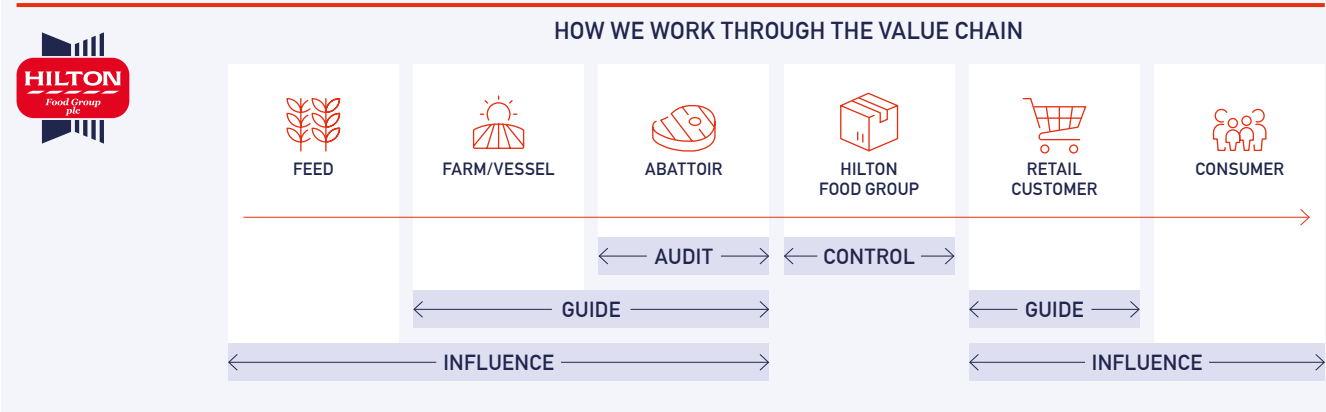 HOW WE WORK THROUGH THE VALUE CHAIN
HILTON
Food Group
plc
FEED
FARM/VESSEL
ABATTOIR
HILTON
FOOD GROUP
RETAIL
CUSTOMER
CONSUMER
AUDIT
CONTROL
GUIDE
GUIDE
INFLUENCE
INFLUENCE